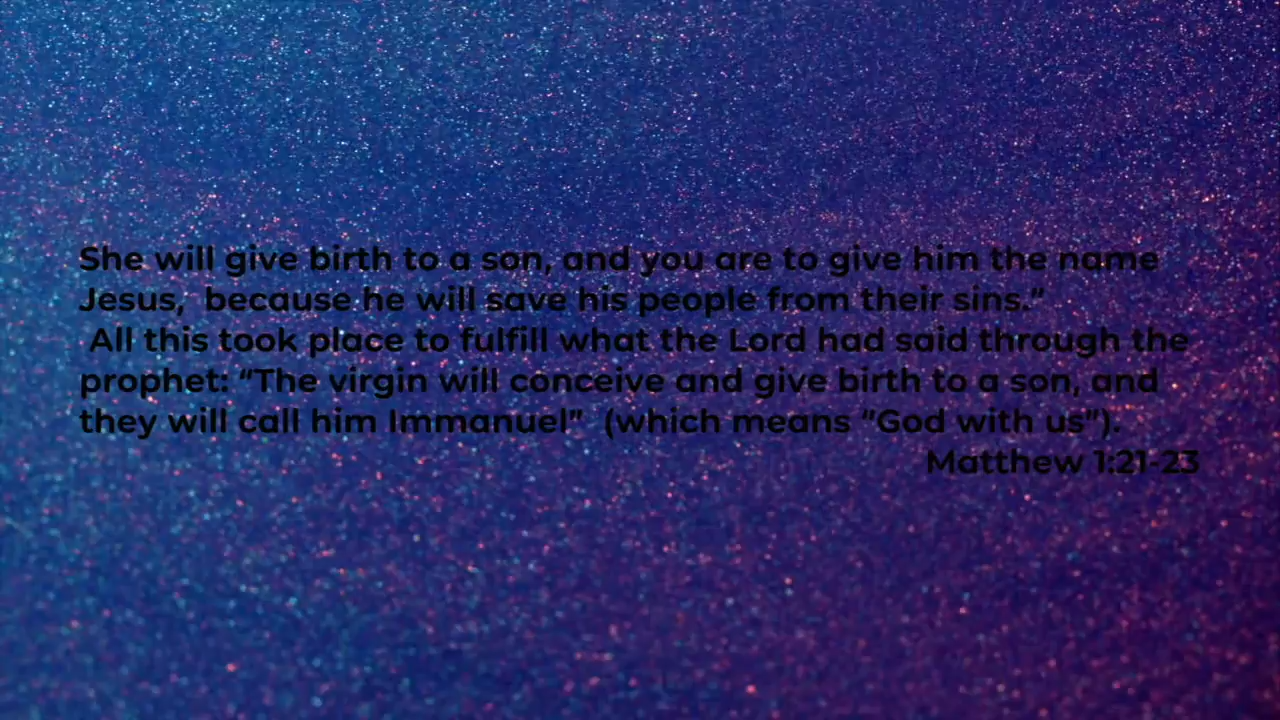 She will give birth to a son, and you are to give him the name
Jesus,  because he will save his people from their sins.”
All this took place to fulfill what the Lord had said through the
prophet: “The virgin will conceive and give birth to a son, and
they will call him Immanuel”  (which means “God with us”).
Matthew 1:21-23